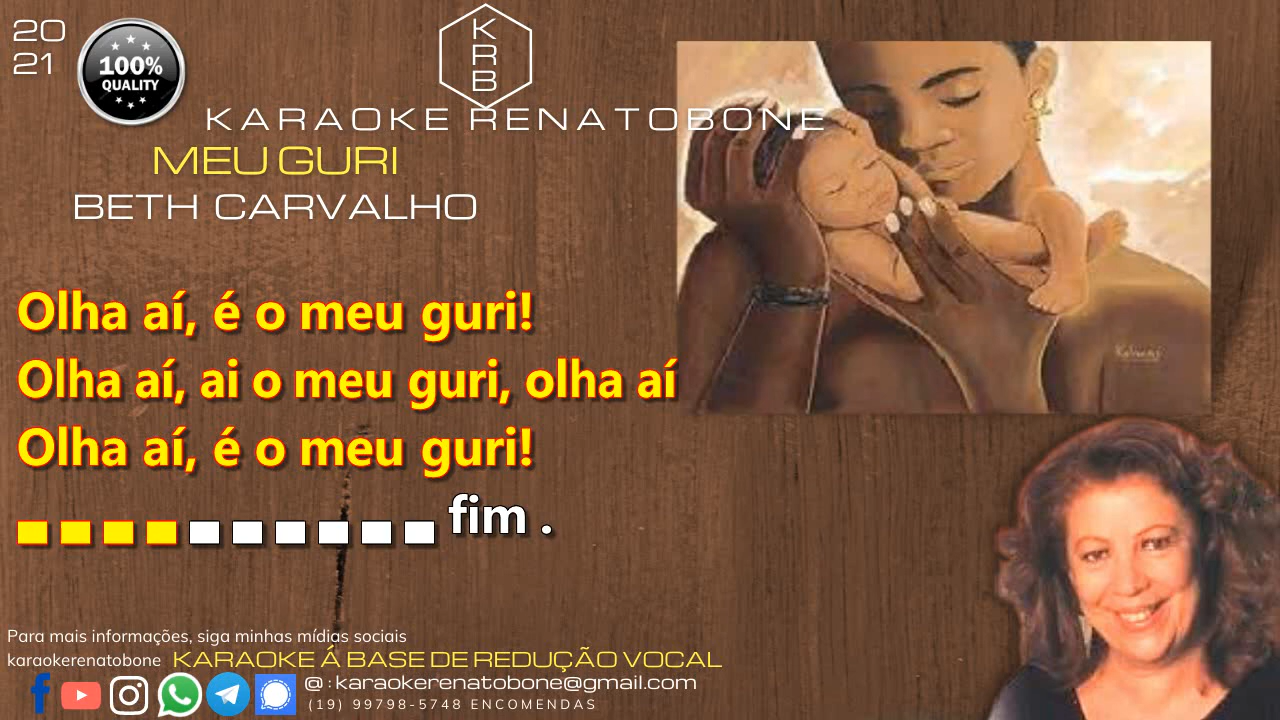 20
21
100%
QUALITY
K
R
B
KARAOKE RENATOBONE
MEU GURI
BETH CARVALHO
Olha aí, é o meu guri!
Olha aí, ai o meu guri, olha aí
Olha aí, é o meu guri!
fim .
Para mais informações, siga minhas mídias sociais
karaokerenatobone KARAOKE Á BASE DE REDUÇÃO VOCAL
@ : karaokerenatobone@gmail.com
(19) 99798-5748 ENCOMENDAS